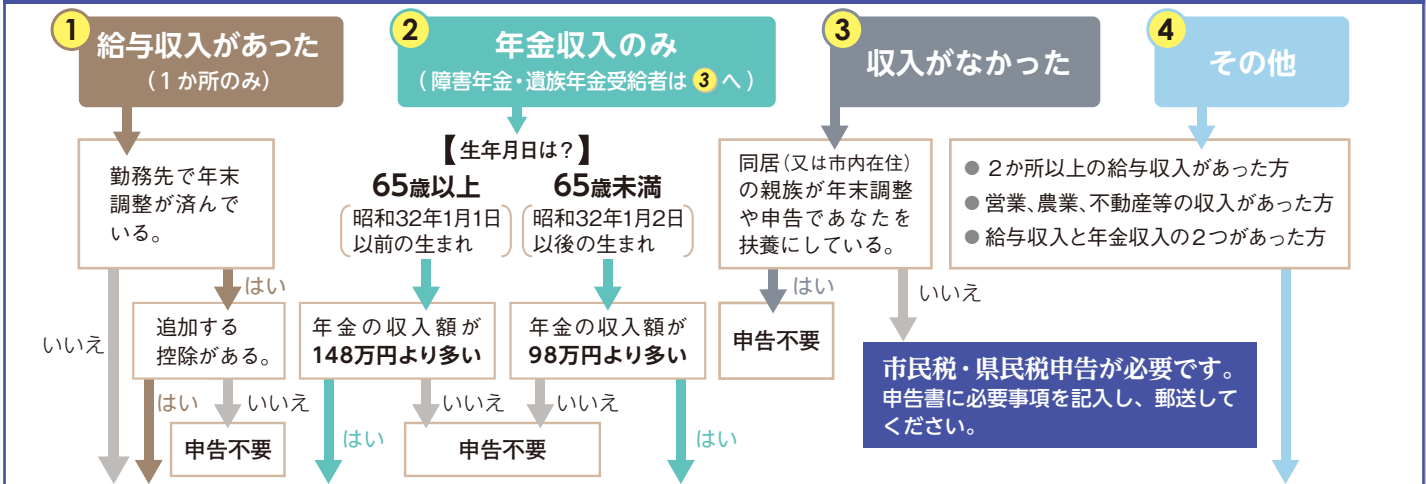 1
給与収入があった
(1か所のみ)
勤務先で年末
調整が済んで
いる。
いいえ
はい
追加する
控除がある。
はい
いいえ
申告不要
2
年金収入のみ
(障害年金・遺族年金受給者は 3 へ)
【生年月日は?】
65歳以上
昭和32年1月1日
以前の生まれ
65歳未満
昭和32年1月2日
以後の生まれ
年金の収入額が
148万円より多い
年金の収入額が
98万円より多い
はい
いいえ
いいえ
はい
申告不要
3
収入がなかった
同居(又は市内在住)
の親族が年末調整
や申告であなたを
扶養にしている。
はい
いいえ
申告不要
市民税・県民税申告が必要です。
申告書に必要事項を記入し、郵送して
ください。
4
その他
● 2か所以上の給与収入があった方
● 営業、農業、不動産等の収入があった方
● 給与収入と年金収入の2つがあった方